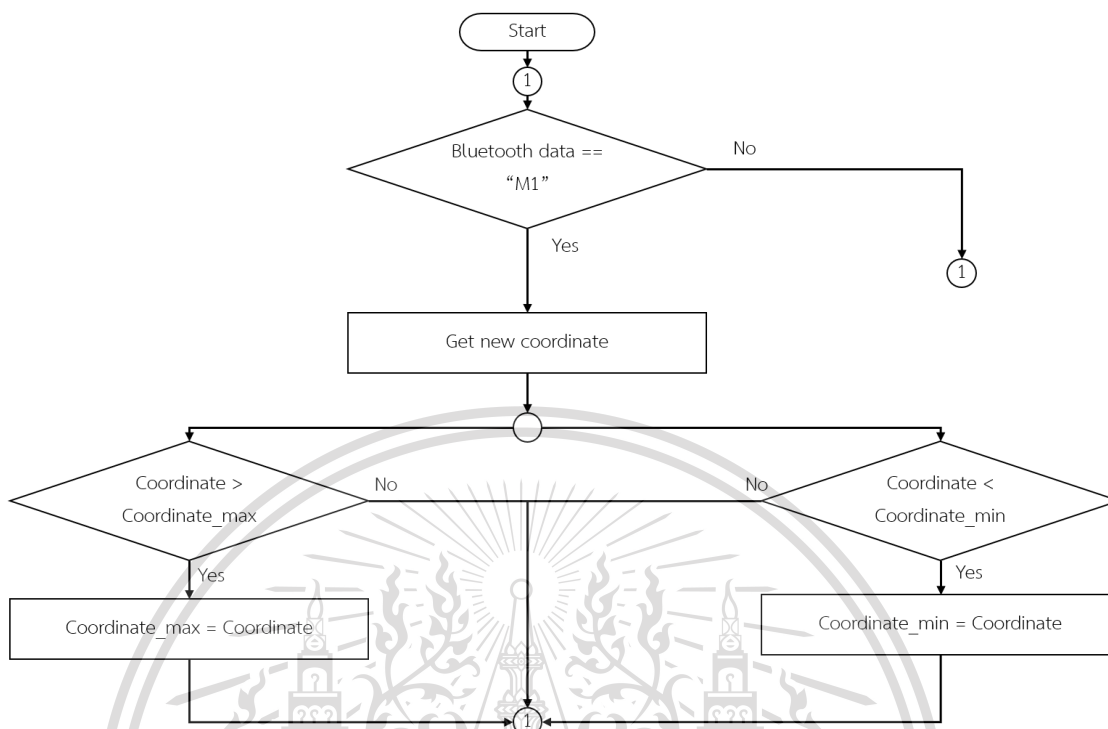 Start
1
Bluetooth data ==
“M1”
No
Yes
1
Get new coordinate
Coordinate >
Coordinate_max
No
No
Coordinate <
Coordinate_min
Yes
Yes
Coordinate_max = Coordinate
Coordinate_min = Coordinate
1